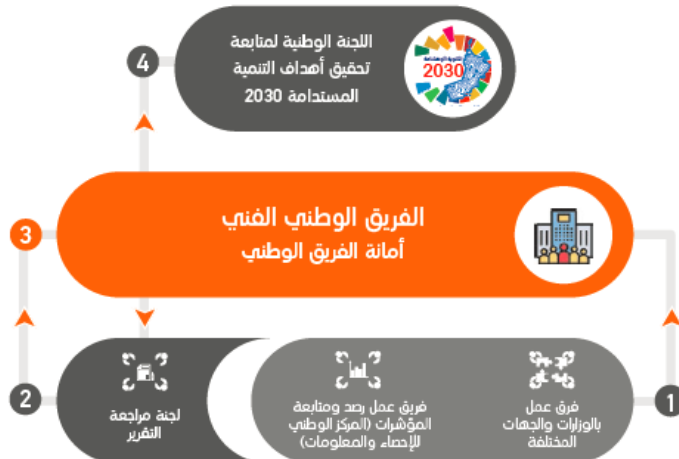 اللجنة الوطنية لمتابعة
تحقيق أهداف التنمية
المستدامة 2030
2030
4
الفريق الوطني الفني
أمانة الفريق الوطني
3
فرق عمل
بالوزارات والجهات
المختلفة
1
فريق عمل رصد ومتابعة
المؤشرات (المركز الوطني
للإحصاء والمعلومات)
لجنة مراجعة
التقرير
2